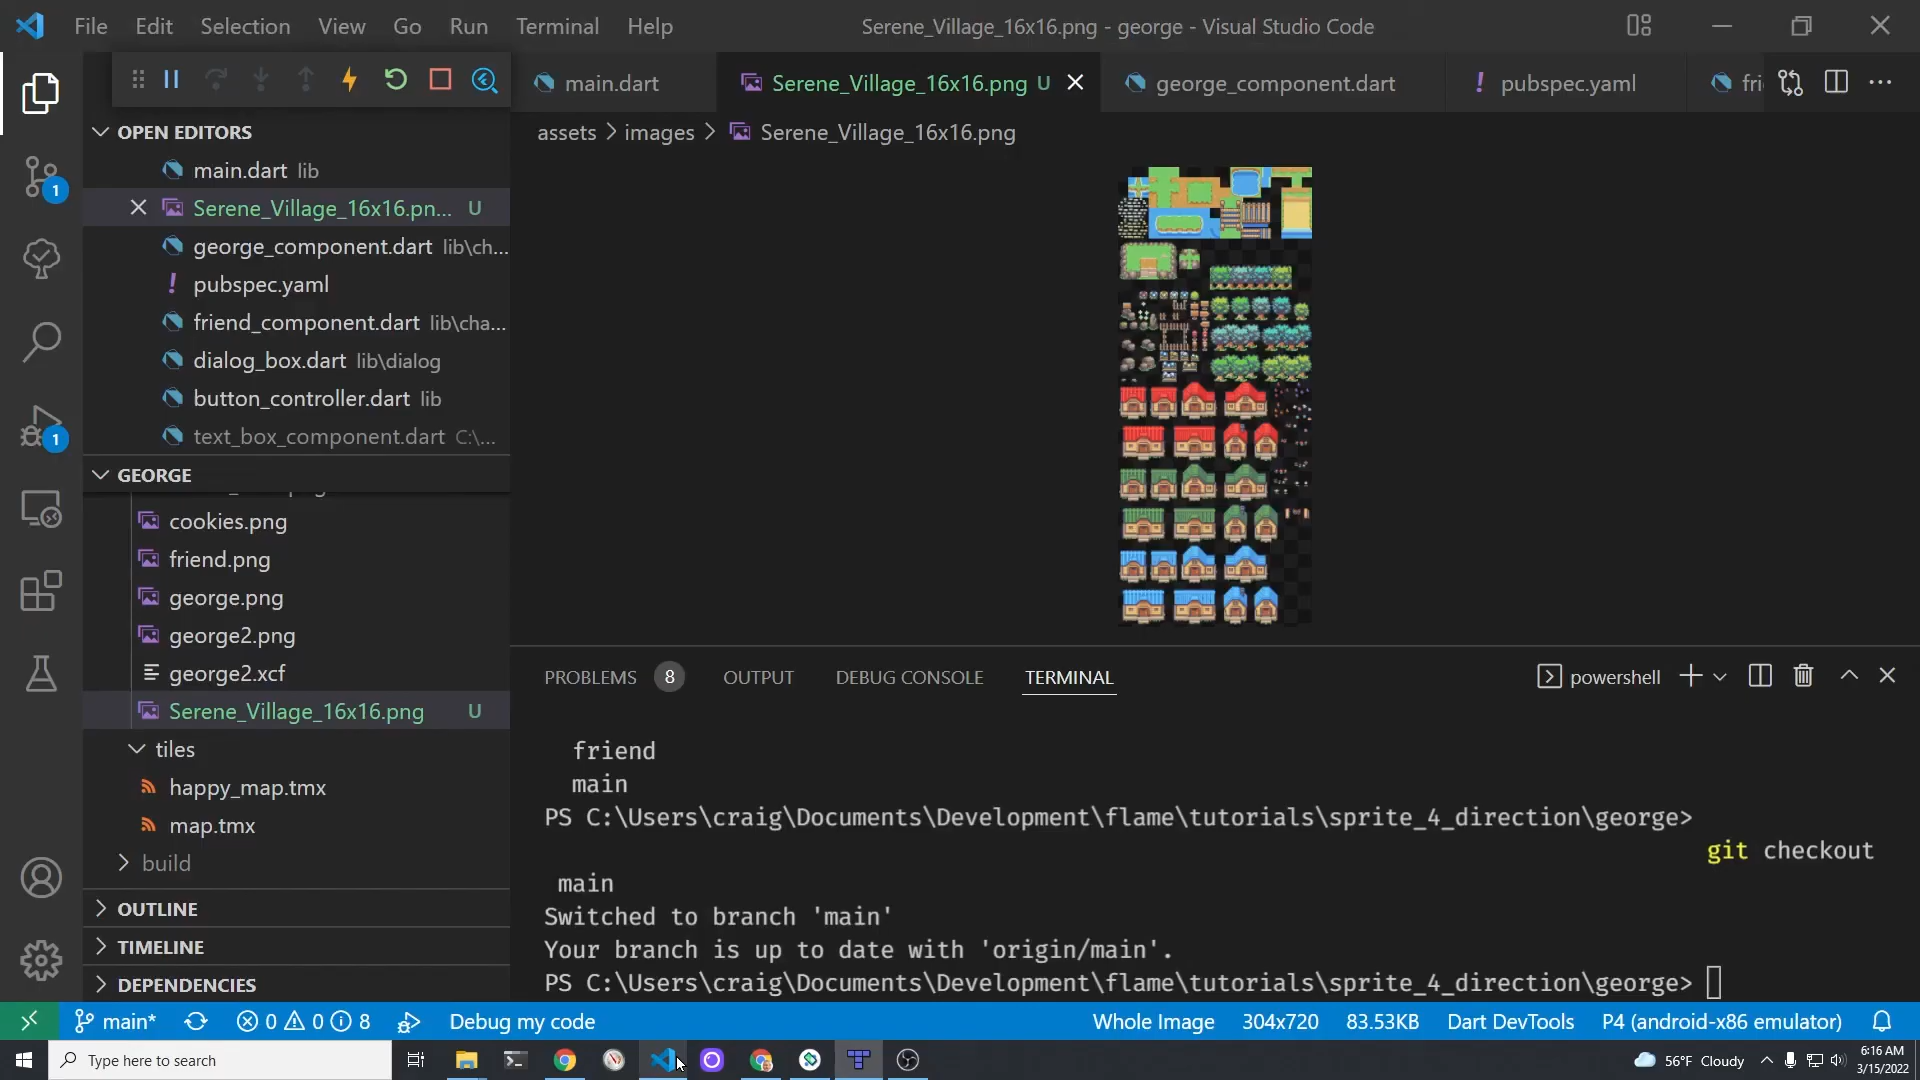 File Edit Selection View Go Run Terminal Help Serene_Village_16x16.png - george - Visual Studio Code
main.dart Serene_Village_16x16.png U george_component.dart ! pubspec.yaml fri
assets > images > Serene_Village_16x16.png
OPEN EDITORS
main.dart lib
Serene_Village_16x16.pn... U
george_component.dart lib\ch...
! pubspec.yaml
friend_component.dart lib\cha...
dialog_box.dart lib\dialog
button_controller.dart lib
text_box_component.dart C:\...
1
1
GEORGE
cookies.png
friend.png
george.png
george2.png
george2.xcf
Serene_Village_16x16.png U
tiles
happy_map.tmx
map.tmx
build
OUTLINE
TIMELINE
DEPENDENCIES
PROBLEMS 8 OUTPUT DEBUG CONSOLE TERMINAL powershell
friend
main
PS C:\Users\craig\Documents\Development\flame\tutorials\sprite_4_direction\george>
git checkout
main
Switched to branch 'main'
Your branch is up to date with 'origin/main'.
PS C:\Users\craig\Documents\Development\flame\tutorials\sprite_4_direction\george>
main* 0 0 8 Debug my code Whole Image 304x720 83.53KB Dart DevTools P4 (android-x86 emulator)
Type here to search 56°F Cloudy 6:16 AM
3/15/2022